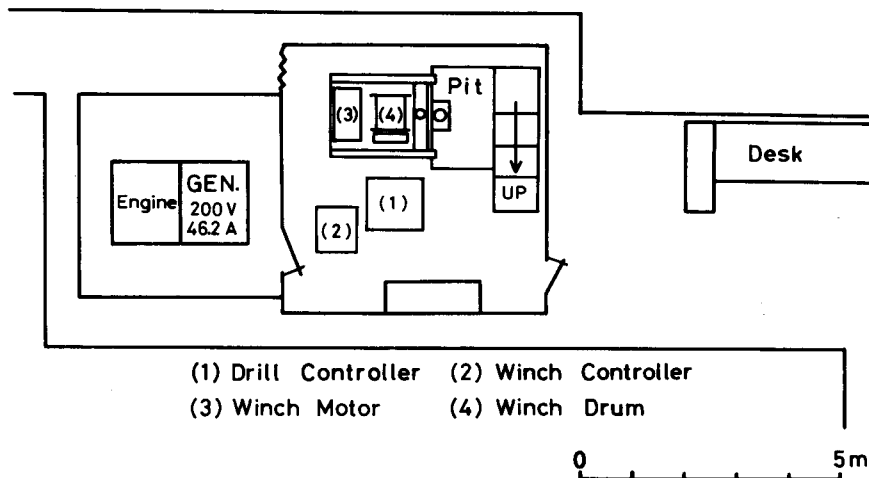 Pit
(3)
(4)
Engine
GEN.
200 V
46.2 A
(1)
(2)
UP
Desk
(1) Drill Controller (2) Winch Controller
(3) Winch Motor (4) Winch Drum
0 5m